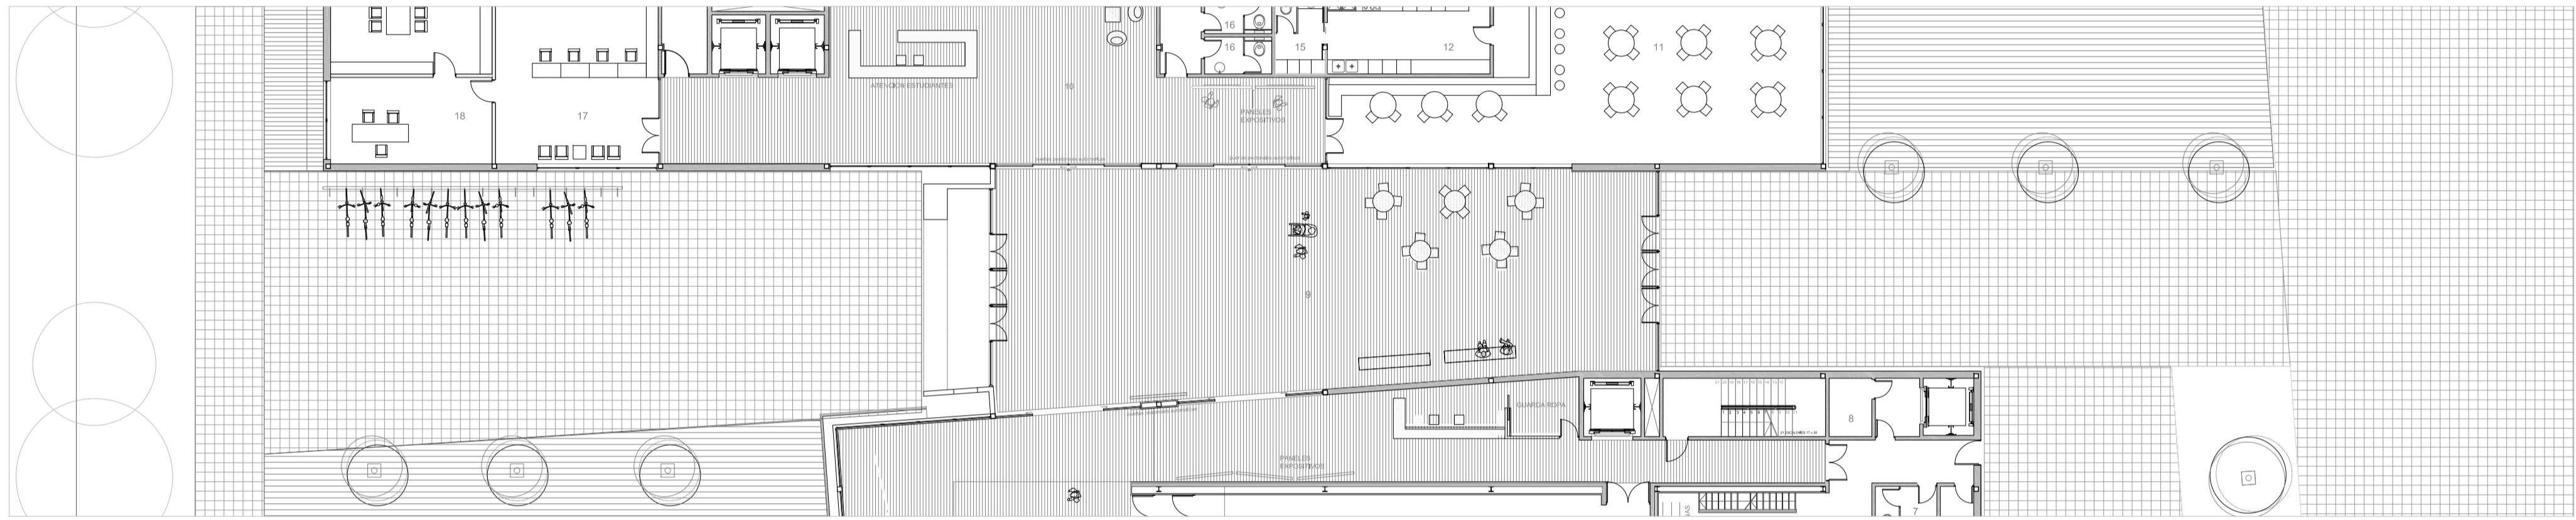 16
16
15
12
11
10
ATENCION ESTUDIANTES
PANELES
EXPOSITIVOS
18
17
9
GUARDA ROPA
8
PANELES
EXPOSITIVOS
7